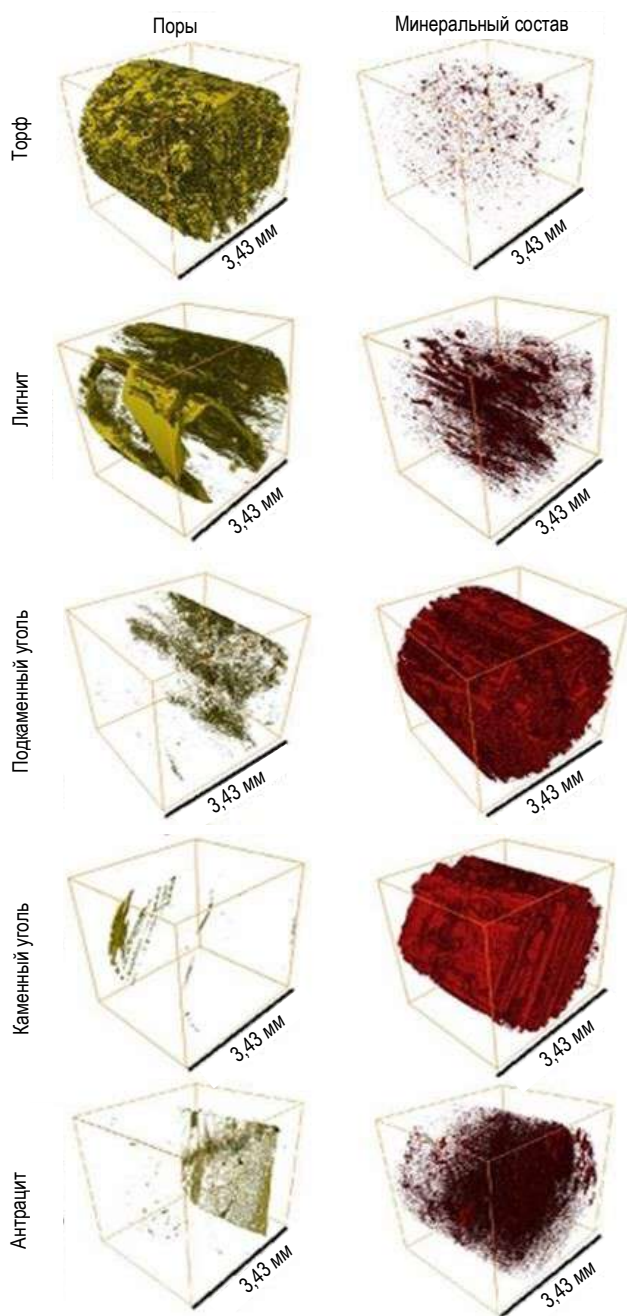 Поры
Минеральный состав
Торф
3,43 мм
3,43 мм
Лигнит
3,43 мм
3,43 мм
Подкаменный уголь
3,43 мм
3,43 мм
Каменный уголь
3,43 мм
3,43 мм
Антрацит
3,43 мм
3,43 мм